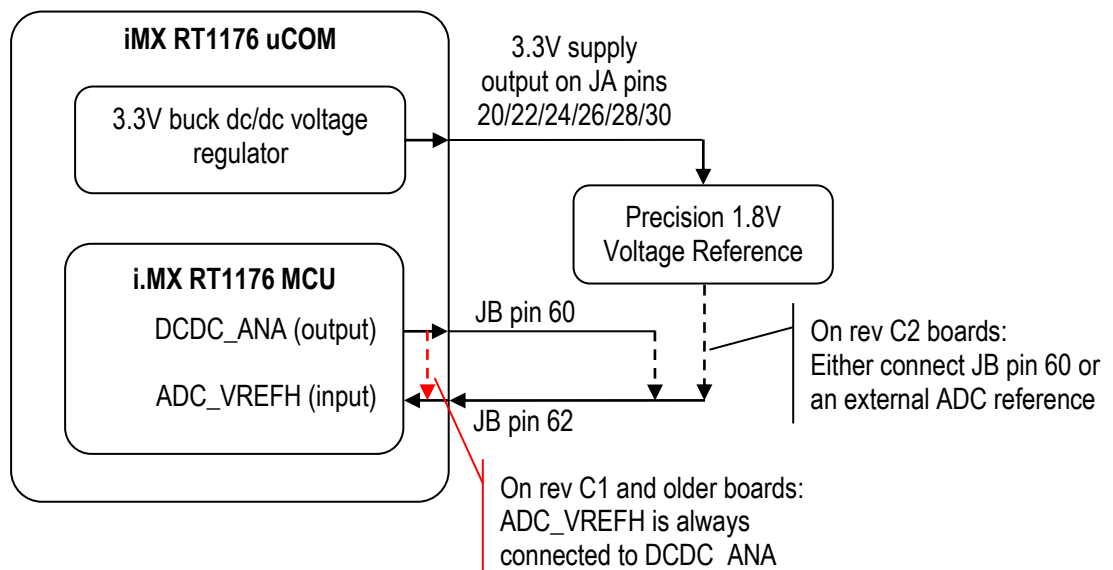 iMX RT1176 uCOM
3.3V supply
output on JA pins
20/22/24/26/28/30
3.3V buck dc/dc voltage
regulator
Precision 1.8V
Voltage Reference
i.MX RT1176 MCU
DCDC_ANA (output)
JB pin 60
ADC_VREFH (input)
JB pin 62
On rev C2 boards:
Either connect JB pin 60 or
an external ADC reference
On rev C1 and older boards:
ADC_VREFH is always
connected to DCDC_ANA